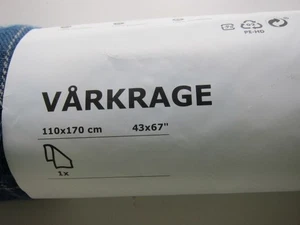 PE-HD
VÅRKRAGE
110x170 cm 43x67"
1x